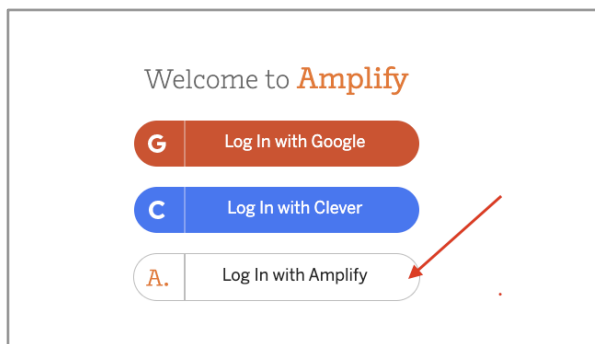 Welcome to Amplify
G Log In with Google
C Log In with Clever
A. Log In with Amplify